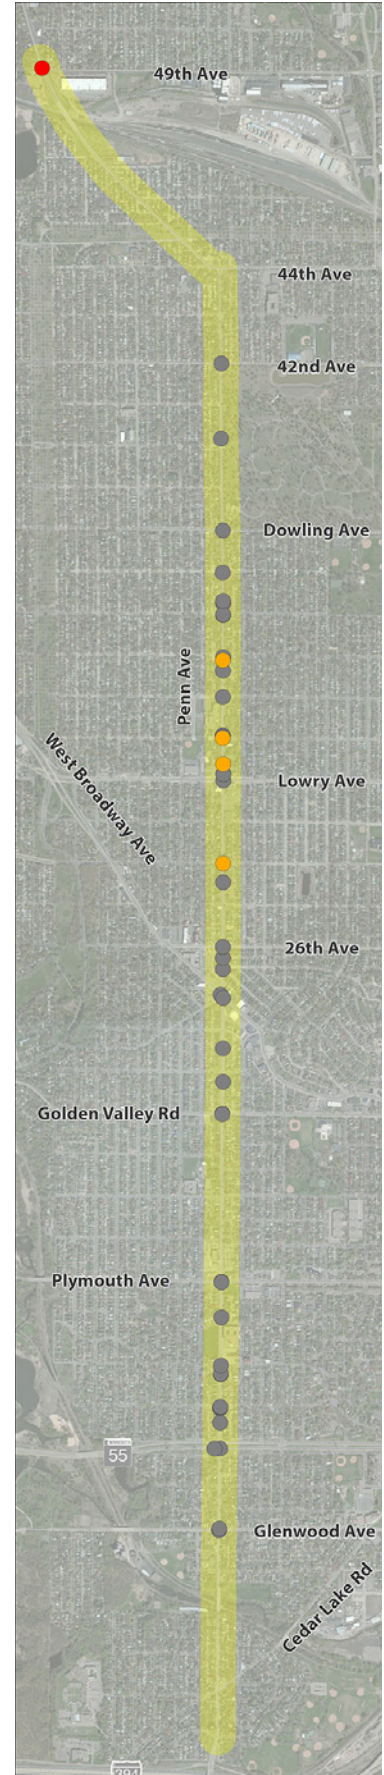 49th Ave
44th Ave
42nd Ave
Dowling Ave
Penn Ave
West Broadway Ave
Lowry Ave
26th Ave
Golden Valley Rd
Plymouth Ave
55
Glenwood Ave
Cedar Lake Rd